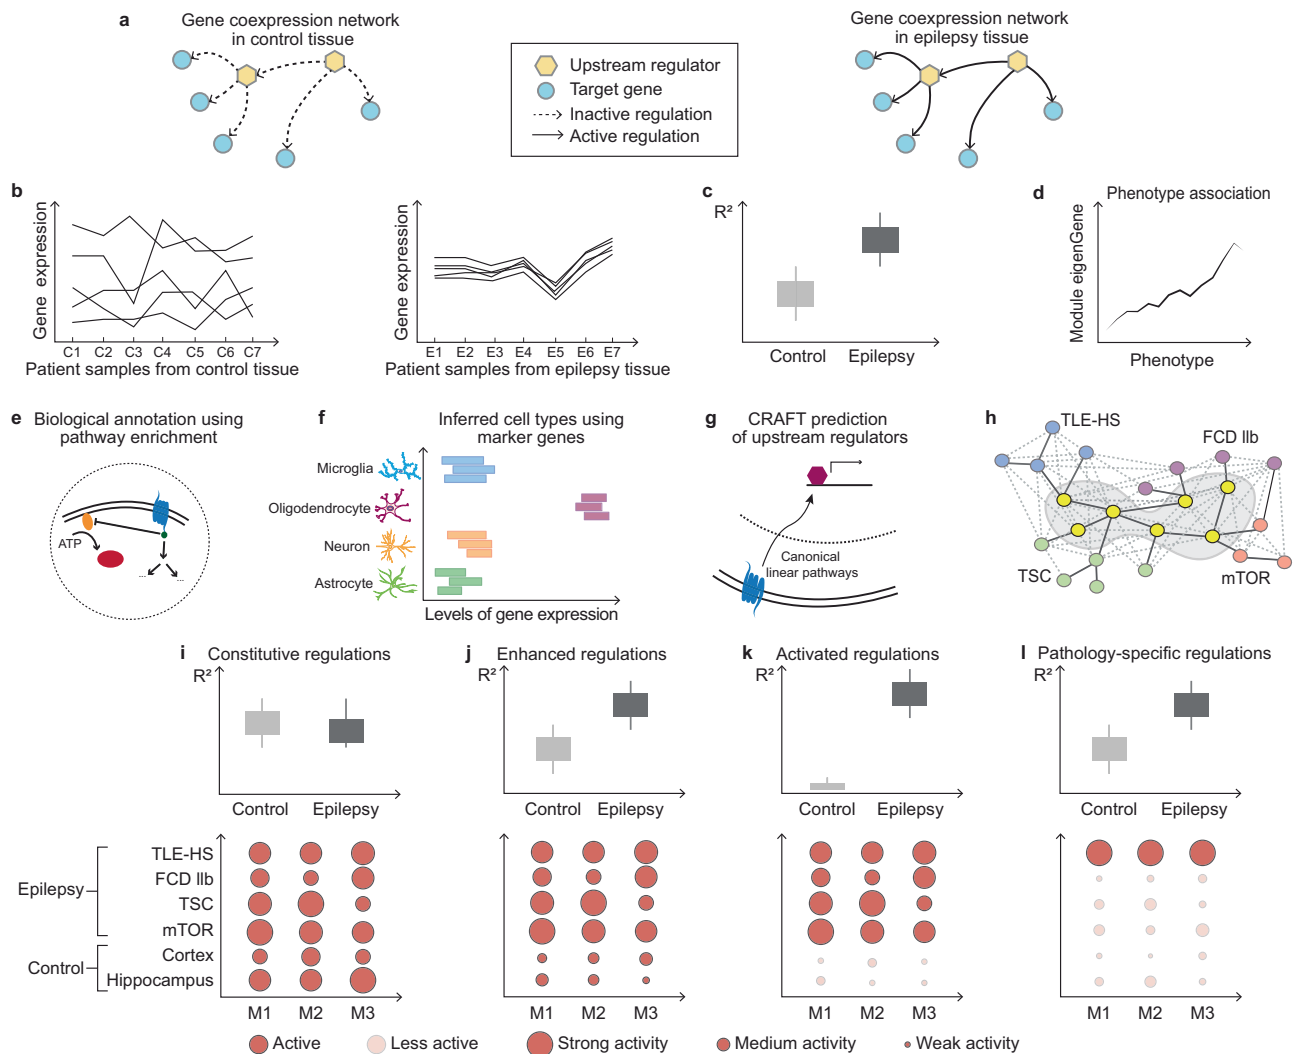 a
Gene coexpression network
in control tissue
Upstream regulator
Target gene
Inactive regulation
Active regulation
Gene coexpression network
in epilepsy tissue
b
Gene expression
C1 C2 C3 C4 C5 C6 C7
Patient samples from control tissue
Gene expression
E1 E2 E3 E4 E5 E6 E7
Patient samples from epilepsy tissue
c
R²
Control Epilepsy
d
Phenotype association
Module eigenGene
Phenotype
e
Biological annotation using
pathway enrichment
ATP
...
...
f
Inferred cell types using
marker genes
Microglia
Oligodendrocyte
Neuron
Astrocyte
Levels of gene expression
g
CRAFT prediction
of upstream regulators
Canonical
linear pathways
h
TLE-HS
FCD IIb
TSC
mTOR
i
Constitutive regulations
R²
Control Epilepsy
j
Enhanced regulations
R²
Control Epilepsy
k
Activated regulations
R²
Control Epilepsy
l
Pathology-specific regulations
R²
Control Epilepsy
Epilepsy
TLE-HS
FCD IIb
TSC
mTOR
Control
Cortex
Hippocampus
M1 M2 M3
M1 M2 M3
M1 M2 M3
M1 M2 M3
Active
Less active
Strong activity
Medium activity
Weak activity